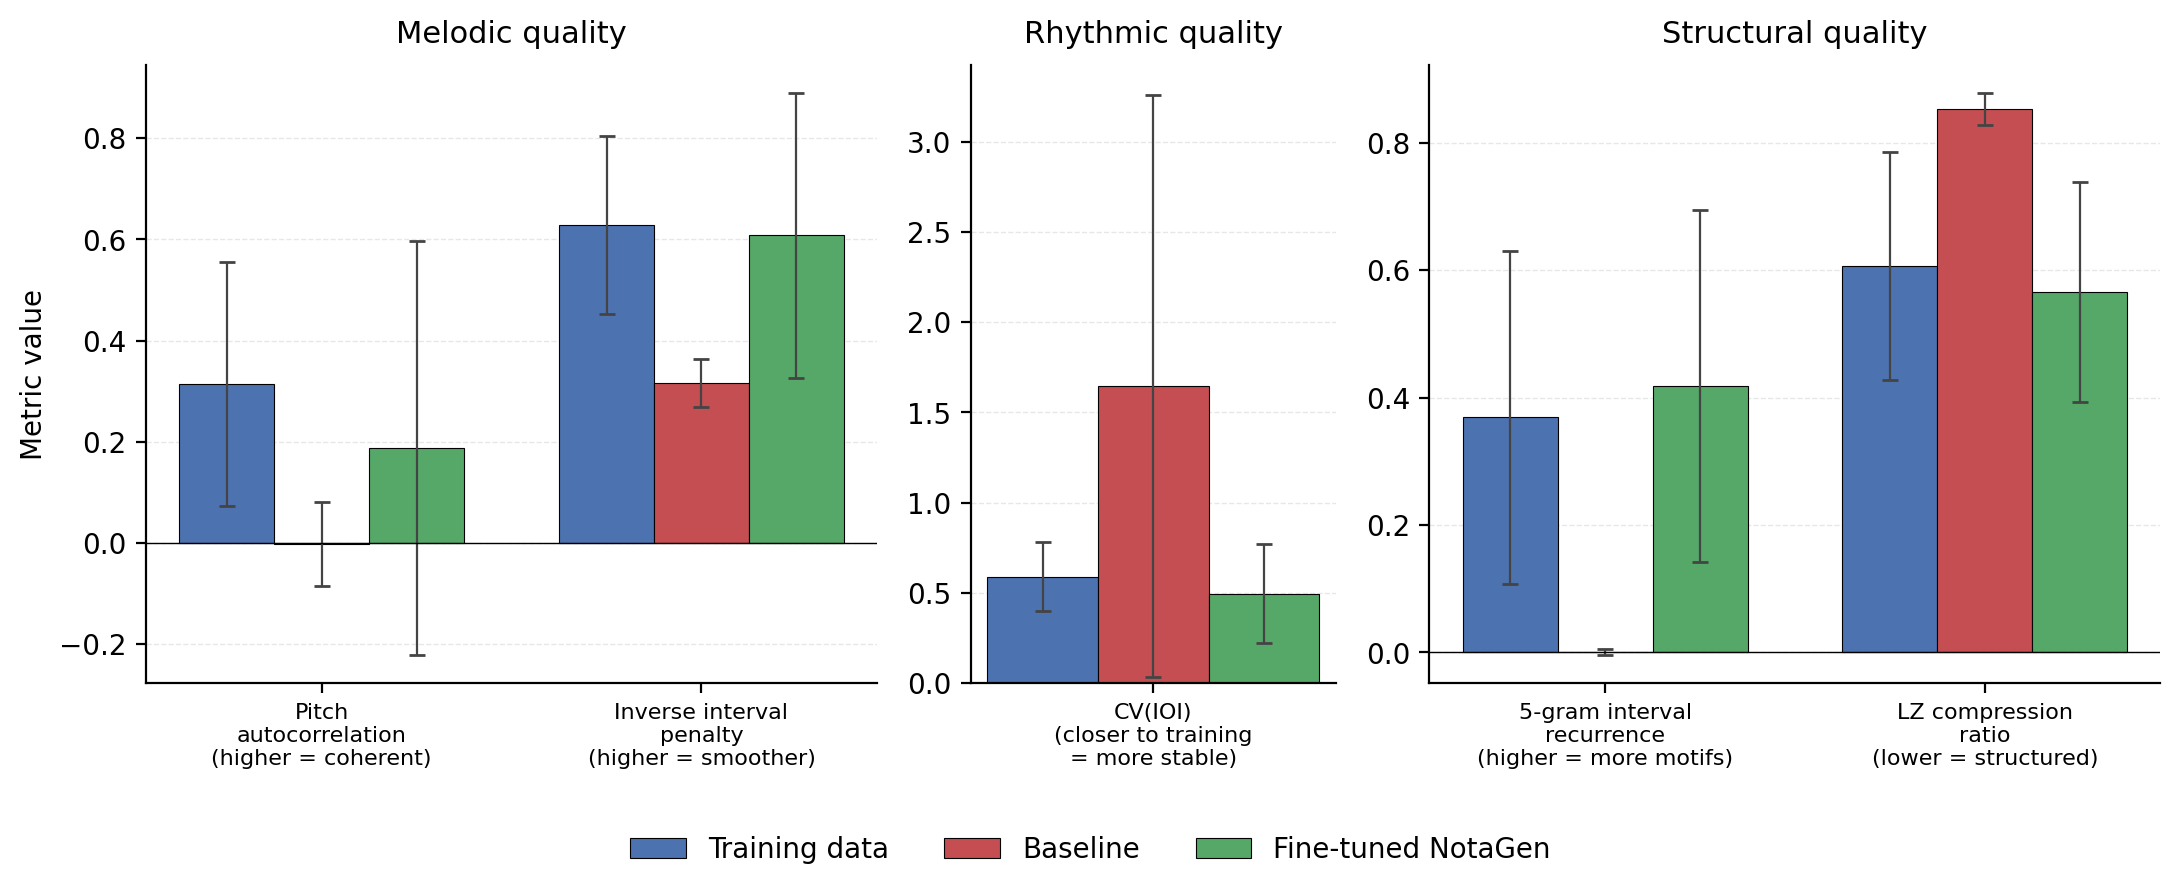 Melodic quality
Rhythmic quality
Structural quality
Metric value
0.8
0.6
0.4
0.2
0.0
−0.2
3.0
2.5
2.0
1.5
1.0
0.5
0.0
0.8
0.6
0.4
0.2
0.0
Pitch
autocorrelation
(higher = coherent)
Inverse interval
penalty
(higher = smoother)
CV(IOI)
(closer to training
= more stable)
5-gram interval
recurrence
(higher = more motifs)
LZ compression
ratio
(lower = structured)
Training data
Baseline
Fine-tuned NotaGen